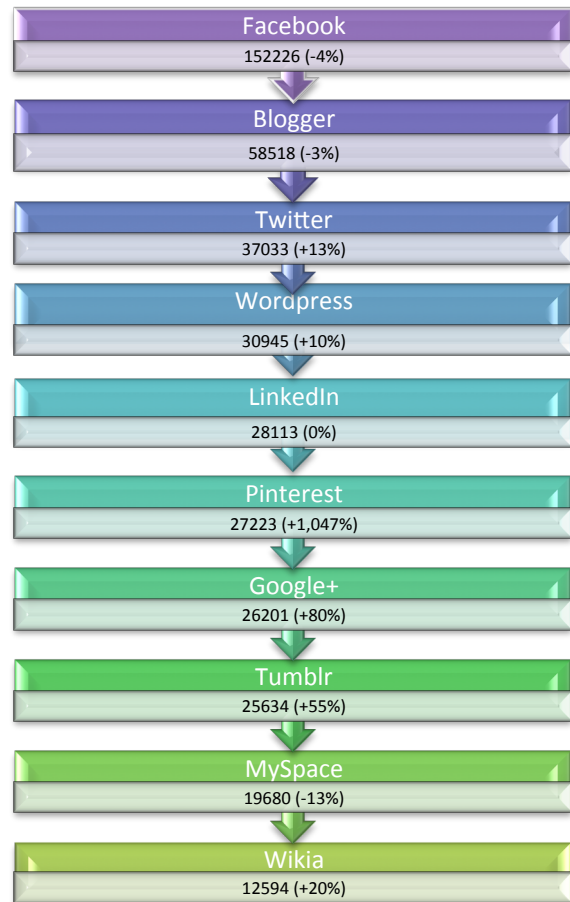 Facebook
152226 (-4%)
Blogger
58518 (-3%)
Twitter
37033 (+13%)
Wordpress
30945 (+10%)
LinkedIn
28113 (0%)
Pinterest
27223 (+1,047%)
Google+
26201 (+80%)
Tumblr
25634 (+55%)
MySpace
19680 (-13%)
Wikia
12594 (+20%)